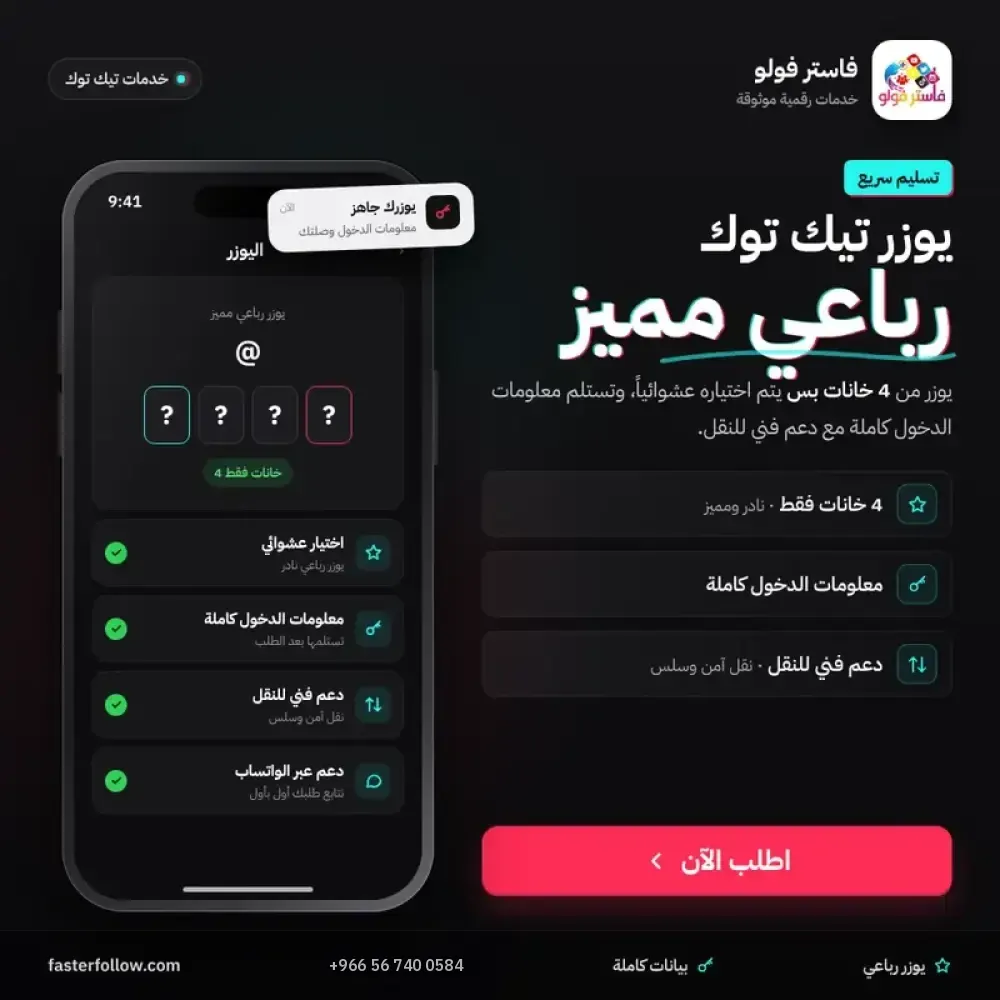 فاستر فولو
فاستر فولو
خدمات رقمية موثوقة
خدمات تيك توك
تسليم سريع
يوزر تيك توك
رباعي مميز
يوزر من 4 خانات بس يتم اختياره عشوائياً، وتستلم معلومات
الدخول كاملة مع دعم فني للنقل.
4 خانات فقط · نادر ومميز
معلومات الدخول كاملة
دعم فني للنقل · نقل آمن وسلس
اطلب الآن
9:41
يوزرك جاهز
الآن
معلومات الدخول وصلتك
اليوزر
يوزر رباعي مميز
@
? ? ? ?
خانات فقط 4
اختيار عشوائي
يوزر رباعي نادر
معلومات الدخول كاملة
تستلمها بعد الطلب
دعم فني للنقل
نقل آمن وسلس
دعم عبر الواتساب
نتابع طلبك أول بأول
يوزر رباعي
بيانات كاملة
+966 56 740 0584
fasterfollow.com